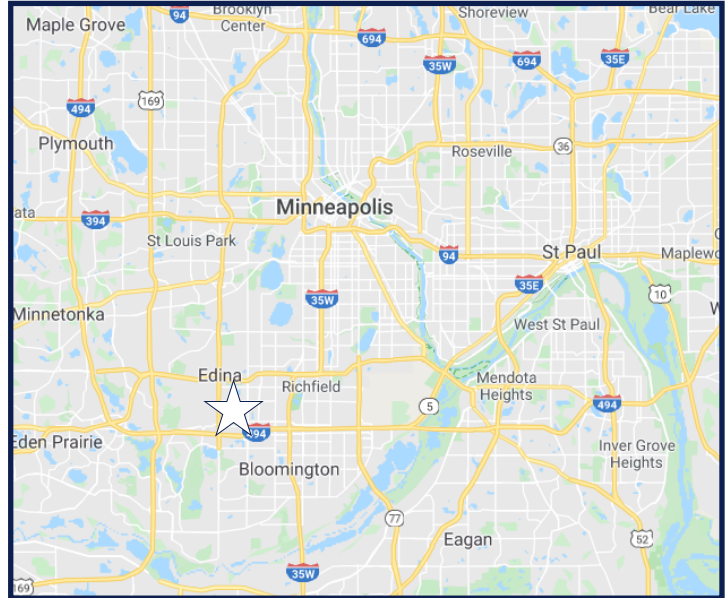 94
Brooklyn
Center
Shoreview
Bear Lake
Maple Grove
694
35W
694
35E
494
169
Plymouth
Roseville
36
Minneapolis
ata
394
St Louis Park
94
St Paul
Maplewo
35E
10
35W
Minnetonka
W
West St Paul
Edina
Richfield
Mendota
Heights
5
494
494
Eden Prairie
Bloomington
Inver Grove
Heights
77
Eagan
52
35W
169